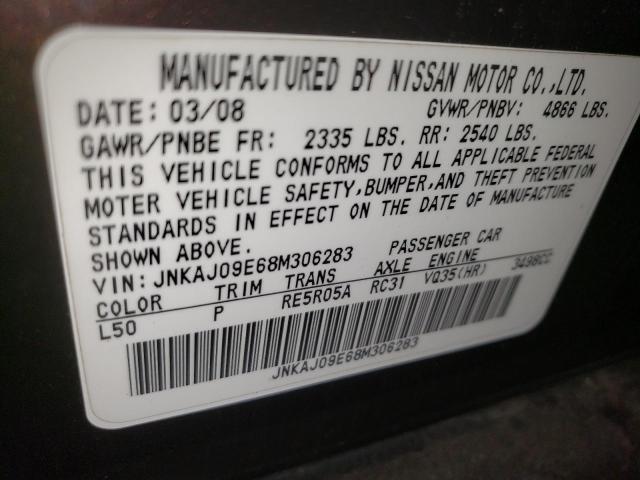 MANUFACTURED BY NISSAN MOTOR CO.,LTD.
DATE: 03/08 GVWR/PNBV: 4866 LBS.
GAWR/PNBE FR: 2335 LBS. RR: 2540 LBS.
THIS VEHICLE CONFORMS TO ALL APPLICABLE FEDERAL
MOTER VEHICLE SAFETY,BUMPER,AND THEFT PREVENTION
STANDARDS IN EFFECT ON THE DATE OF MANUFACTURE
SHOWN ABOVE.
VIN: JNKAJ09E68M306283 PASSENGER CAR
COLOR TRIM TRANS AXLE ENGINE
L50 P RE5R05A RC31 VQ35(HR) 3498CC
JNKAJ09E68M306283